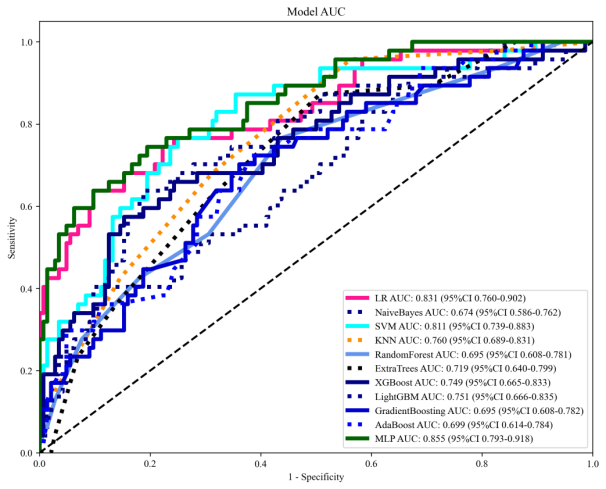 Model AUC
1.0
0.8
0.6
0.4
0.2
0.0
Sensitivity
LR AUC: 0.831 (95%CI 0.760-0.902)
NaiveBayes AUC: 0.674 (95%CI 0.586-0.762)
SVM AUC: 0.811 (95%CI 0.739-0.883)
KNN AUC: 0.760 (95%CI 0.689-0.831)
RandomForest AUC: 0.695 (95%CI 0.608-0.781)
ExtraTrees AUC: 0.719 (95%CI 0.640-0.799)
XGBoost AUC: 0.749 (95%CI 0.665-0.833)
LightGBM AUC: 0.751 (95%CI 0.666-0.835)
GradientBoosting AUC: 0.695 (95%CI 0.608-0.782)
AdaBoost AUC: 0.699 (95%CI 0.614-0.784)
MLP AUC: 0.855 (95%CI 0.793-0.918)
0.0 0.2 0.4 0.6 0.8 1.0
1 - Specificity